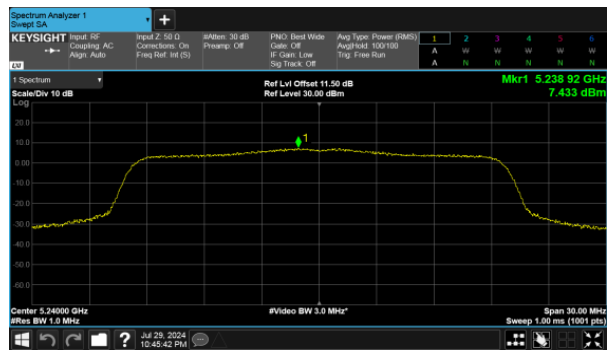 Spectrum Analyzer 1
Swept SA
KEYSIGHT Input: RF Input Z: 50 Ω #Atten: 30 dB PNO: Best Wide Avg Type: Power (RMS) 1 2 3 4 5 6
Coupling: AC Corrections: On Preamp: Off Gate: Off Avg|Hold: 100/100 A W W W W W
Align: Auto Freq Ref: Int (S) IF Gain: Low Trig: Free Run
Sig Track: Off A N N N N N
LXI
1 Spectrum Ref Lvl Offset 11.50 dB Mkr1 5.238 92 GHz
Scale/Div 10 dB Ref Level 30.00 dBm 7.433 dBm
Log
20.0
10.0
1
0.00
-10.0
-20.0
-30.0
-40.0
-50.0
-60.0
Center 5.24000 GHz #Video BW 3.0 MHz* Span 30.00 MHz
#Res BW 1.0 MHz Sweep 1.00 ms (1001 pts)
? Jul 29, 2024
10:45:42 PM